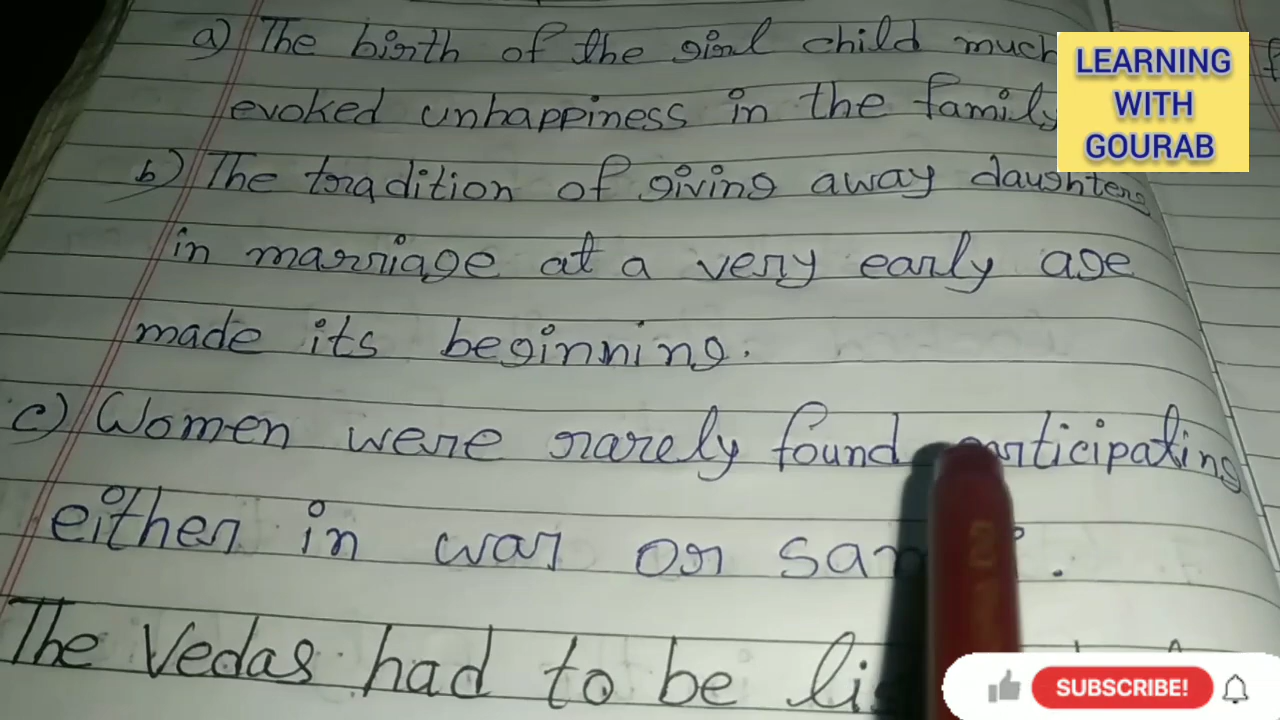 a) The birth of the girl child much
evoked unhappiness in the family
b) The tradition of giving away daughters
in marriage at a very early age
made its beginning.
c) Women were rarely found participating
either in war or
The Vedas had to be
LEARNING
WITH
GOURAB
SUBSCRIBE!